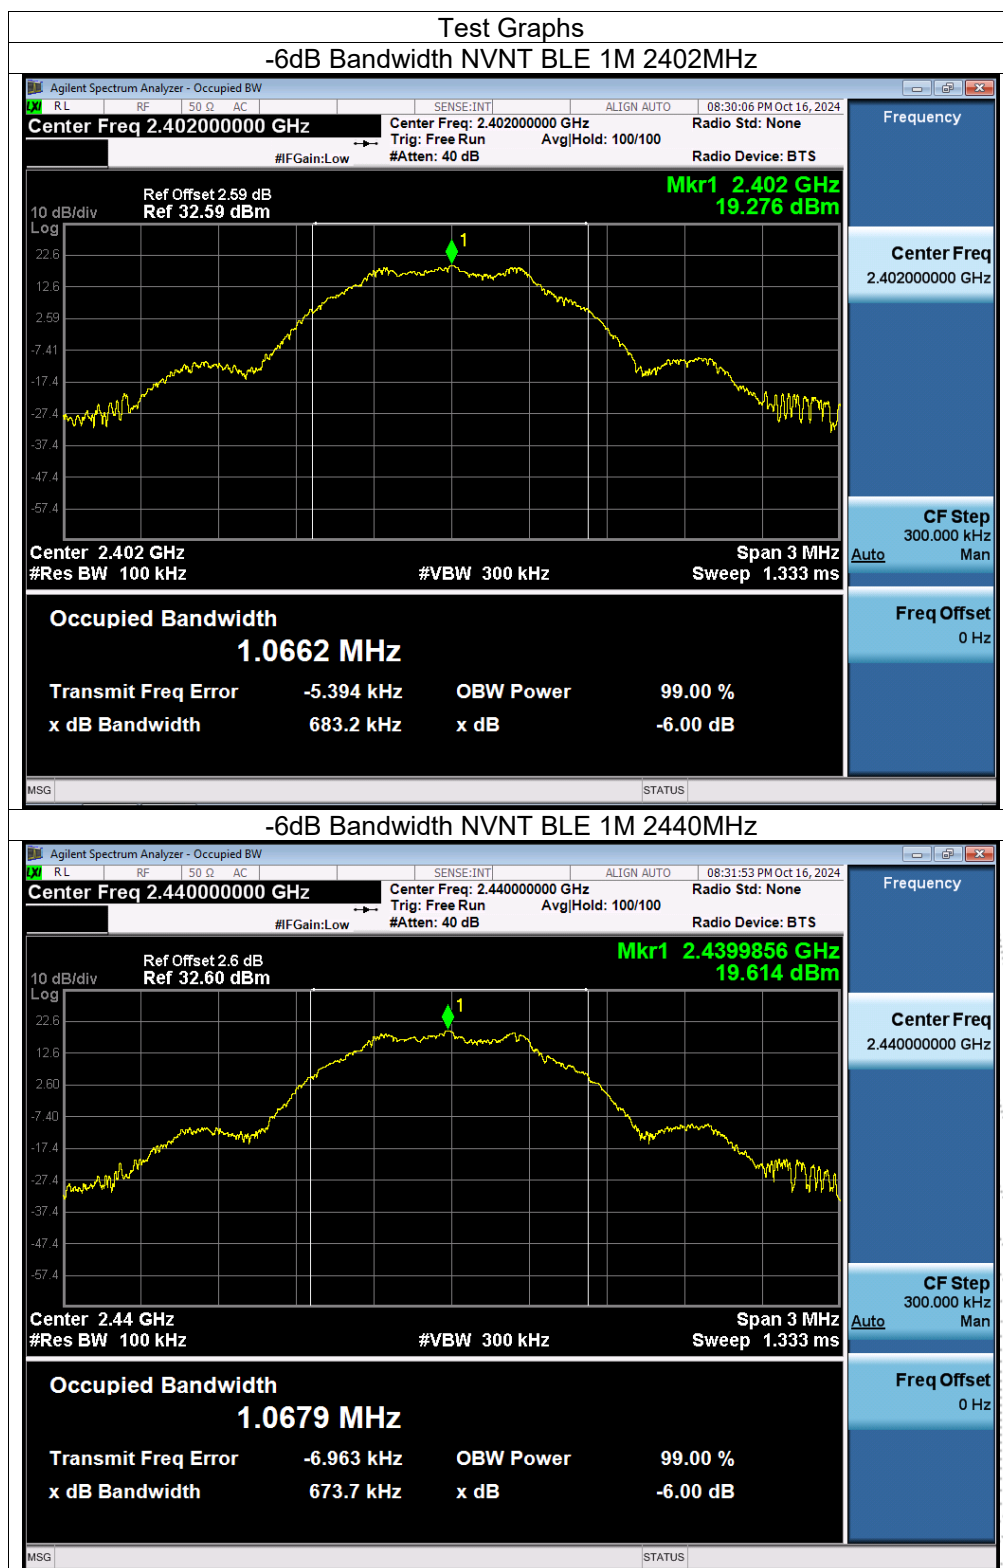 Test Graphs
-6dB Bandwidth NVNT BLE 1M 2402MHz
Agilent Spectrum Analyzer - Occupied BW
LXI RL RF 50 Ω AC SENSE:INT ALIGN AUTO 08:30:06 PM Oct 16, 2024
Center Freq 2.402000000 GHz Center Freq: 2.402000000 GHz Radio Std: None
Trig: Free Run Avg|Hold: 100/100
#IFGain:Low #Atten: 40 dB Radio Device: BTS
Frequency
Mkr1 2.402 GHz
19.276 dBm
Ref Offset 2.59 dB
10 dB/div Ref 32.59 dBm
Log
1
22.6
12.6
2.59
-7.41
-17.4
-27.4
-37.4
-47.4
-57.4
Center Freq
2.402000000 GHz
Center 2.402 GHz Span 3 MHz
#Res BW 100 kHz #VBW 300 kHz Sweep 1.333 ms
CF Step
300.000 kHz
Auto Man
Freq Offset
0 Hz
Occupied Bandwidth
1.0662 MHz
Transmit Freq Error -5.394 kHz OBW Power 99.00 %
x dB Bandwidth 683.2 kHz x dB -6.00 dB
MSG STATUS
-6dB Bandwidth NVNT BLE 1M 2440MHz
Agilent Spectrum Analyzer - Occupied BW
LXI RL RF 50 Ω AC SENSE:INT ALIGN AUTO 08:31:53 PM Oct 16, 2024
Center Freq 2.440000000 GHz Center Freq: 2.440000000 GHz Radio Std: None
Trig: Free Run Avg|Hold: 100/100
#IFGain:Low #Atten: 40 dB Radio Device: BTS
Frequency
Mkr1 2.4399856 GHz
19.614 dBm
Ref Offset 2.6 dB
10 dB/div Ref 32.60 dBm
Log
1
22.6
12.6
2.60
-7.40
-17.4
-27.4
-37.4
-47.4
-57.4
Center Freq
2.440000000 GHz
Center 2.44 GHz Span 3 MHz
#Res BW 100 kHz #VBW 300 kHz Sweep 1.333 ms
CF Step
300.000 kHz
Auto Man
Freq Offset
0 Hz
Occupied Bandwidth
1.0679 MHz
Transmit Freq Error -6.963 kHz OBW Power 99.00 %
x dB Bandwidth 673.7 kHz x dB -6.00 dB
MSG STATUS